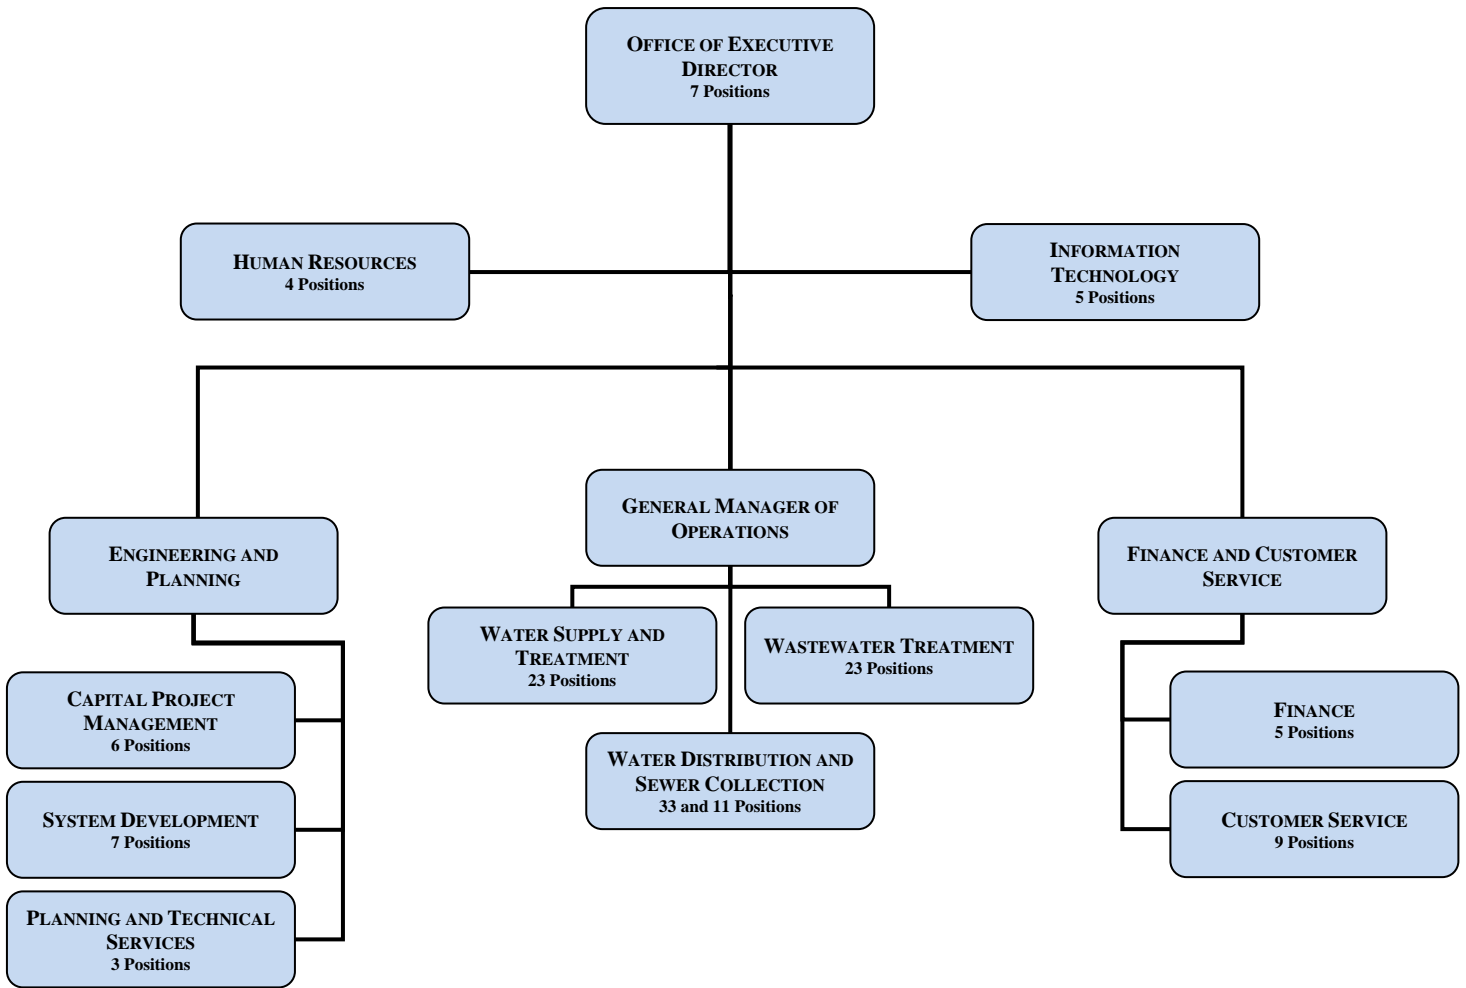 OFFICE OF EXECUTIVE
DIRECTOR
7 Positions
HUMAN RESOURCES
4 Positions
INFORMATION
TECHNOLOGY
5 Positions
GENERAL MANAGER OF
OPERATIONS
ENGINEERING AND
PLANNING
FINANCE AND CUSTOMER
SERVICE
WATER SUPPLY AND
TREATMENT
23 Positions
WASTEWATER TREATMENT
23 Positions
CAPITAL PROJECT
MANAGEMENT
6 Positions
FINANCE
5 Positions
WATER DISTRIBUTION AND
SEWER COLLECTION
33 and 11 Positions
SYSTEM DEVELOPMENT
7 Positions
CUSTOMER SERVICE
9 Positions
PLANNING AND TECHNICAL
SERVICES
3 Positions